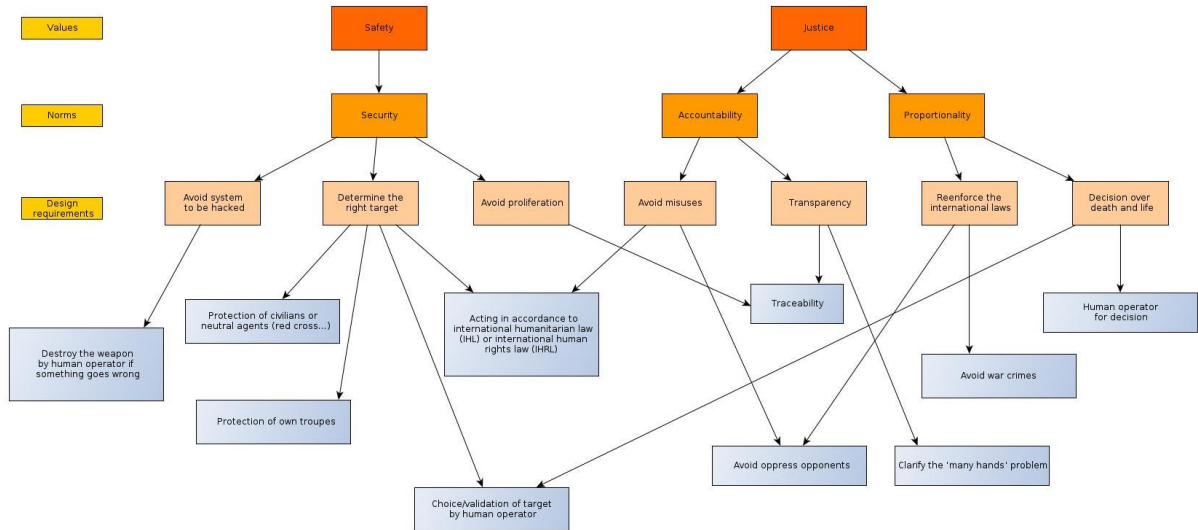 Values
Safety
Justice
Norms
Security
Accountability
Proportionality
Design
requirements
Avoid system
to be hacked
Determine the
right target
Avoid proliferation
Avoid misuses
Transparency
Reenforce the
international laws
Decision over
death and life
Destroy the weapon
by human operator if
something goes wrong
Protection of civilians or
neutral agents (red cross...)
Acting in accordance to
international humanitarian law
(IHL) or international human
rights law (IHRL)
Traceability
Human operator
for decision
Avoid war crimes
Protection of own troupes
Avoid oppress opponents
Clarify the 'many hands' problem
Choice/validation of target
by human operator